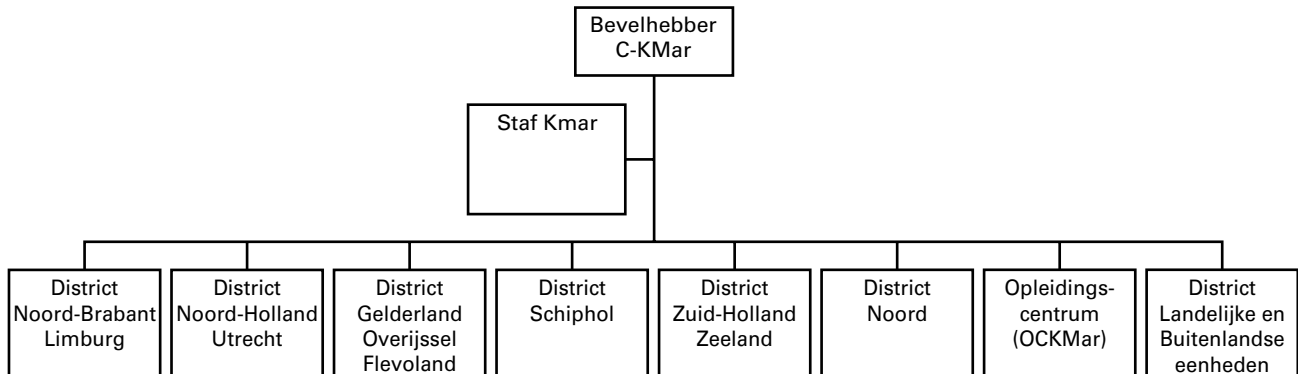 Bevelhebber
C-KMar
Staf Kmar
District
Noord-Brabant
Limburg
District
Noord-Holland
Utrecht
District
Gelderland
Overijssel
Flevoland
District
Schiphol
District
Zuid-Holland
Zeeland
District
Noord
Opleidings-
centrum
(OCKMar)
District
Landelijke en
Buitenlandse
eenheden